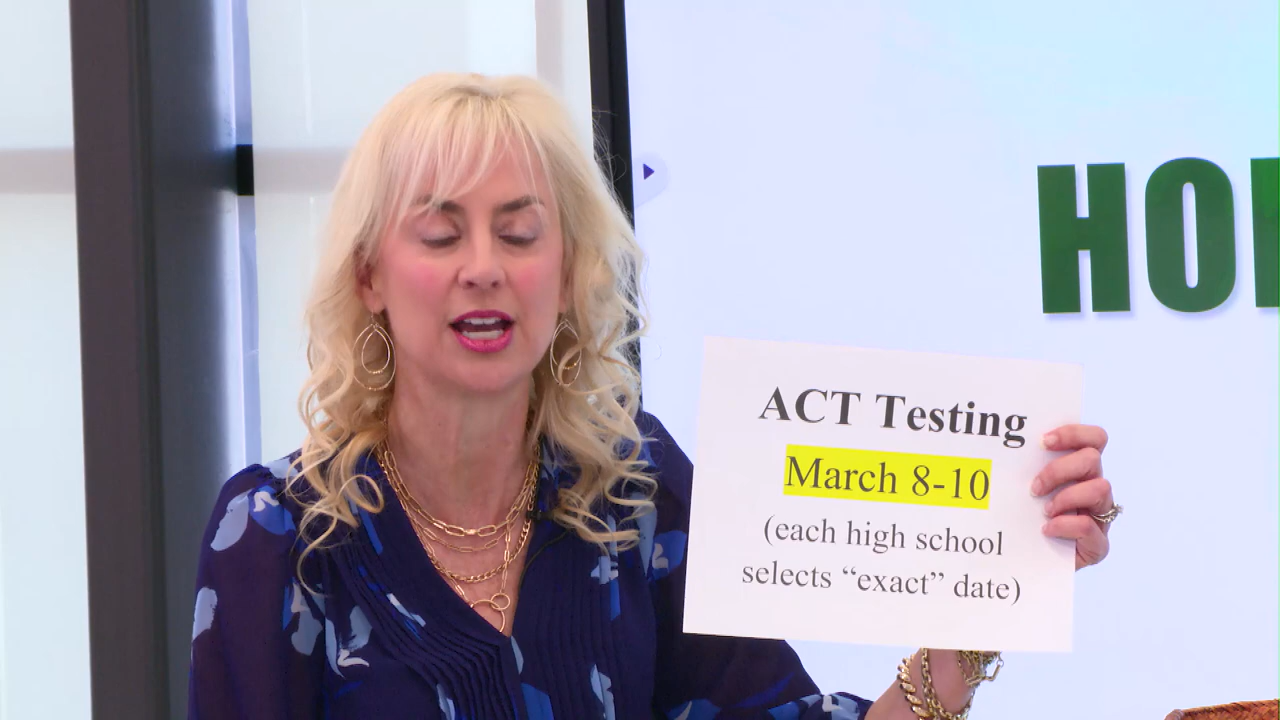 HO
ACT Testing
March 8-10
(each high school
selects “exact” date)